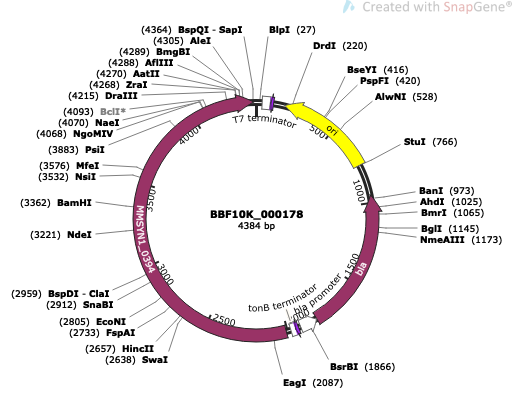 Created with SnapGene®
(4364) BspQI - SapI
(4305) AleI
(4289) BmgBI
(4288) AflIII
(4270) AatII
(4268) ZraI
(4215) DraIII
(4093) BclI*
(4070) NaeI
(4068) NgoMIV
(3883) PsiI
(3576) MfeI
(3532) NsiI
(3362) BamHI
(3221) NdeI
(2959) BspDI - ClaI
(2912) SnaBI
(2805) EcoNI
(2733) FspAI
(2657) HincII
(2638) SwaI
BlpI (27)
DrdI (220)
BseYI (416)
PspFI (420)
AlwNI (528)
StuI (766)
BanI (973)
AhdI (1025)
BmrI (1065)
BglI (1145)
NmeAIII (1173)
BsrBI (1866)
EagI (2087)
T7 terminator
ori
bla
bla promoter
tonB terminator
MMSYN1_0394
500
1000
1500
2500
3000
3500
4000
BBF10K_000178
4384 bp